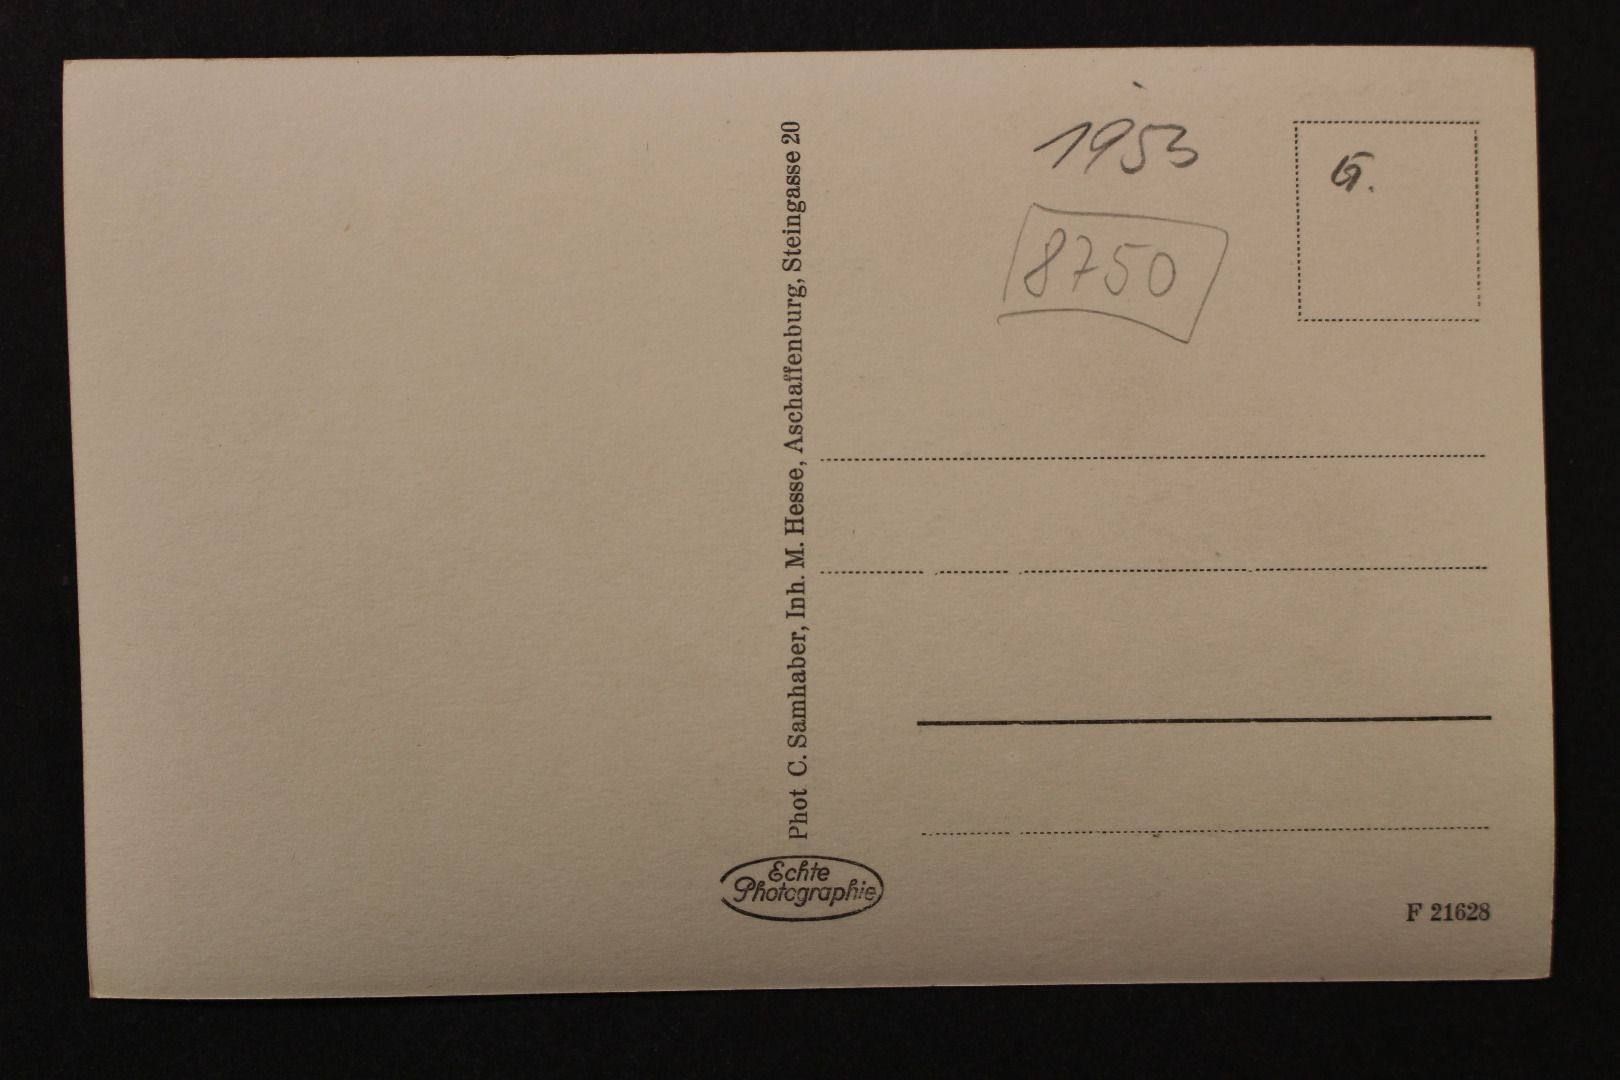 Phot C. Samhaber, Inh. M. Hesse, Aschaffenburg, Steingasse 20
Echte
Photographie
1953
8750
G.
F 21628